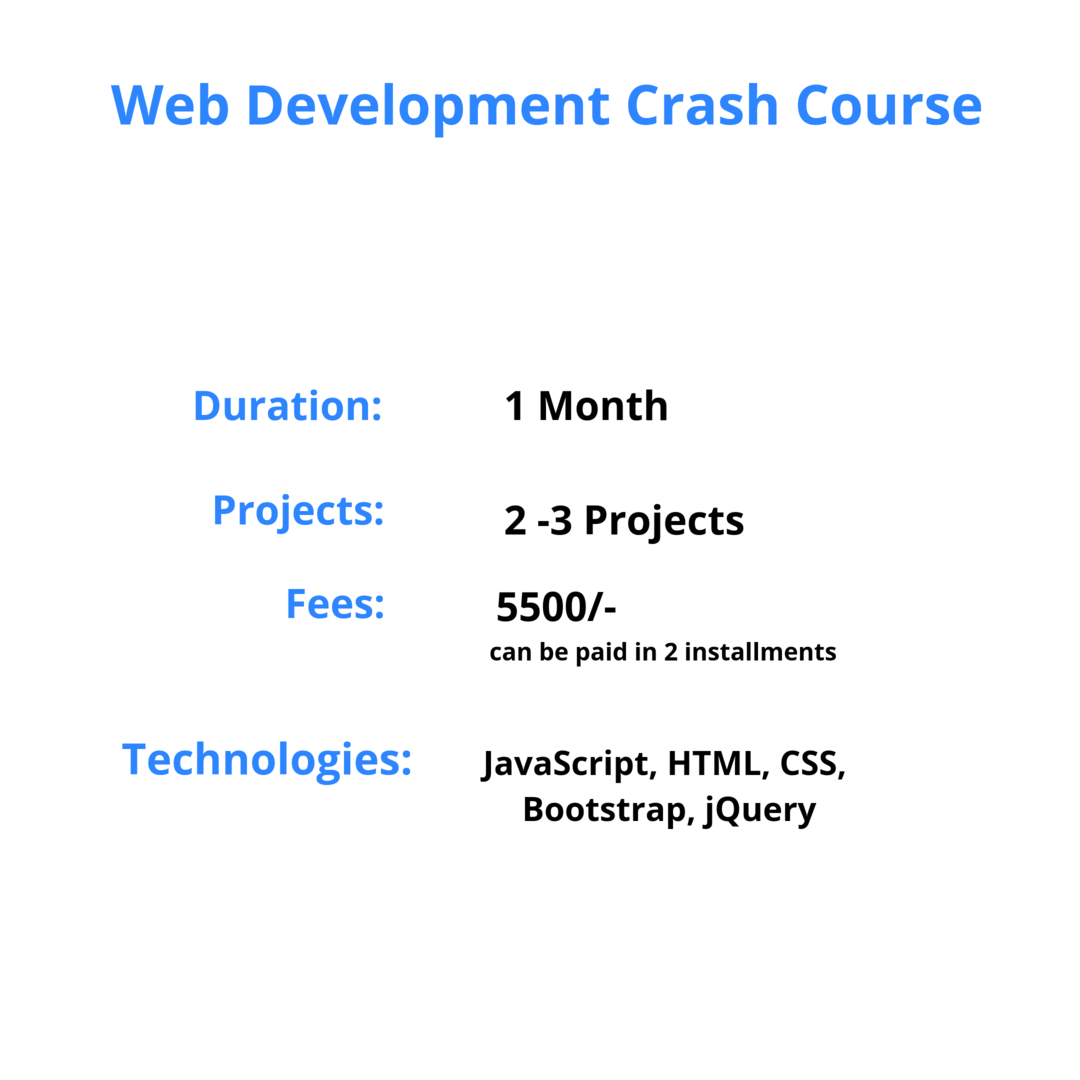 Web Development Crash Course
Duration: 1 Month
Projects: 2 -3 Projects
Fees: 5500/-
can be paid in 2 installments
Technologies: JavaScript, HTML, CSS,
Bootstrap, jQuery